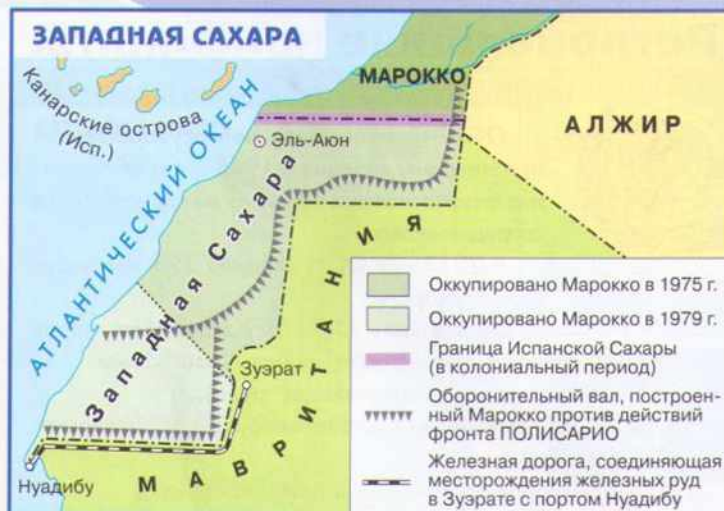 ЗАПАДНАЯ САХАРА
Канарские острова
(Исп.)
АТЛАНТИЧЕСКИЙ ОКЕАН
МАРОККО
АЛЖИР
Эль-Аюн
Западная Сахара
МАВРИТАНИЯ
Зуэрат
Нуадибу
Оккупировано Марокко в 1975 г.
Оккупировано Марокко в 1979 г.
Граница Испанской Сахары
(в колониальный период)
Оборонительный вал, построен-
ный Марокко против действий
фронта ПОЛИСАРИО
Железная дорога, соединяющая
месторождения железных руд
в Зуэрате с портом Нуадибу